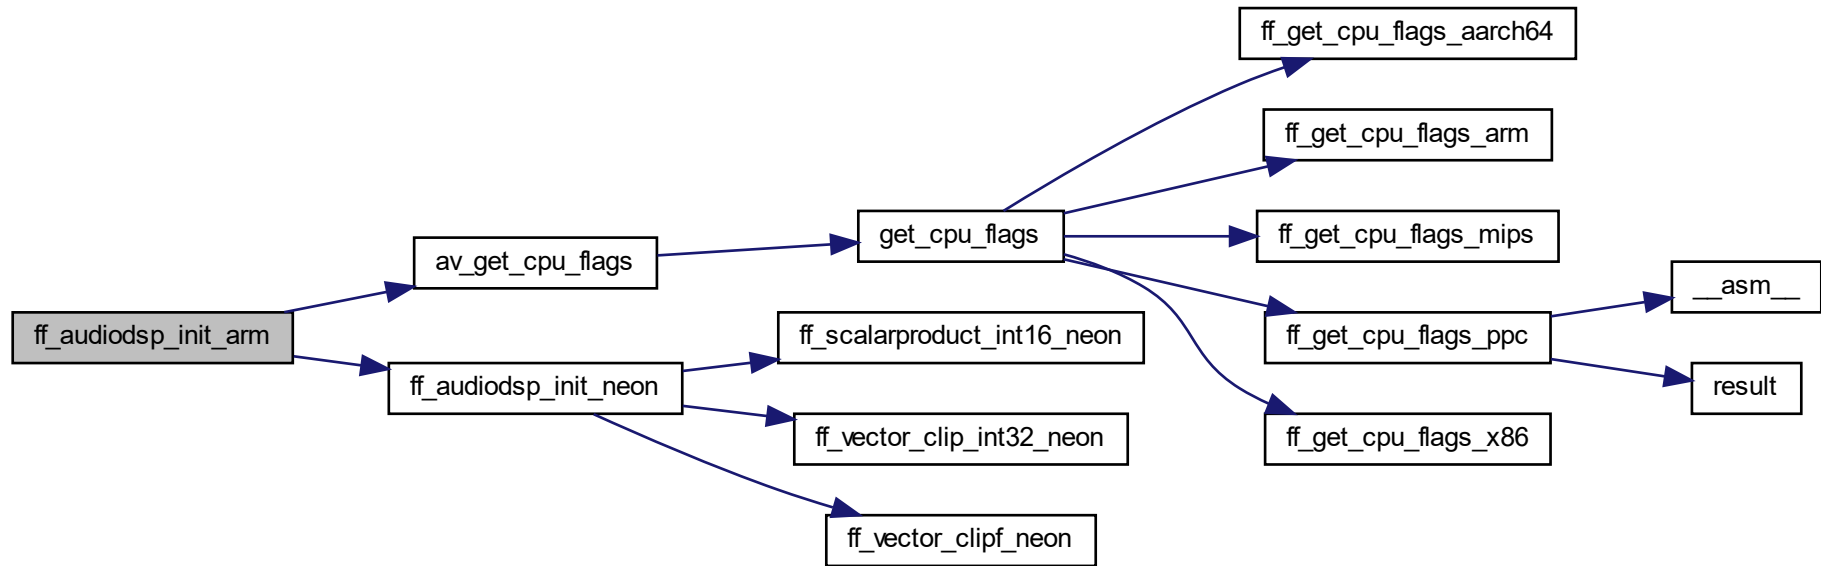 ff_audiodsp_init_arm
av_get_cpu_flags
ff_audiodsp_init_neon
get_cpu_flags
ff_scalarproduct_int16_neon
ff_vector_clip_int32_neon
ff_vector_clipf_neon
ff_get_cpu_flags_aarch64
ff_get_cpu_flags_arm
ff_get_cpu_flags_mips
ff_get_cpu_flags_ppc
ff_get_cpu_flags_x86
__asm__
result